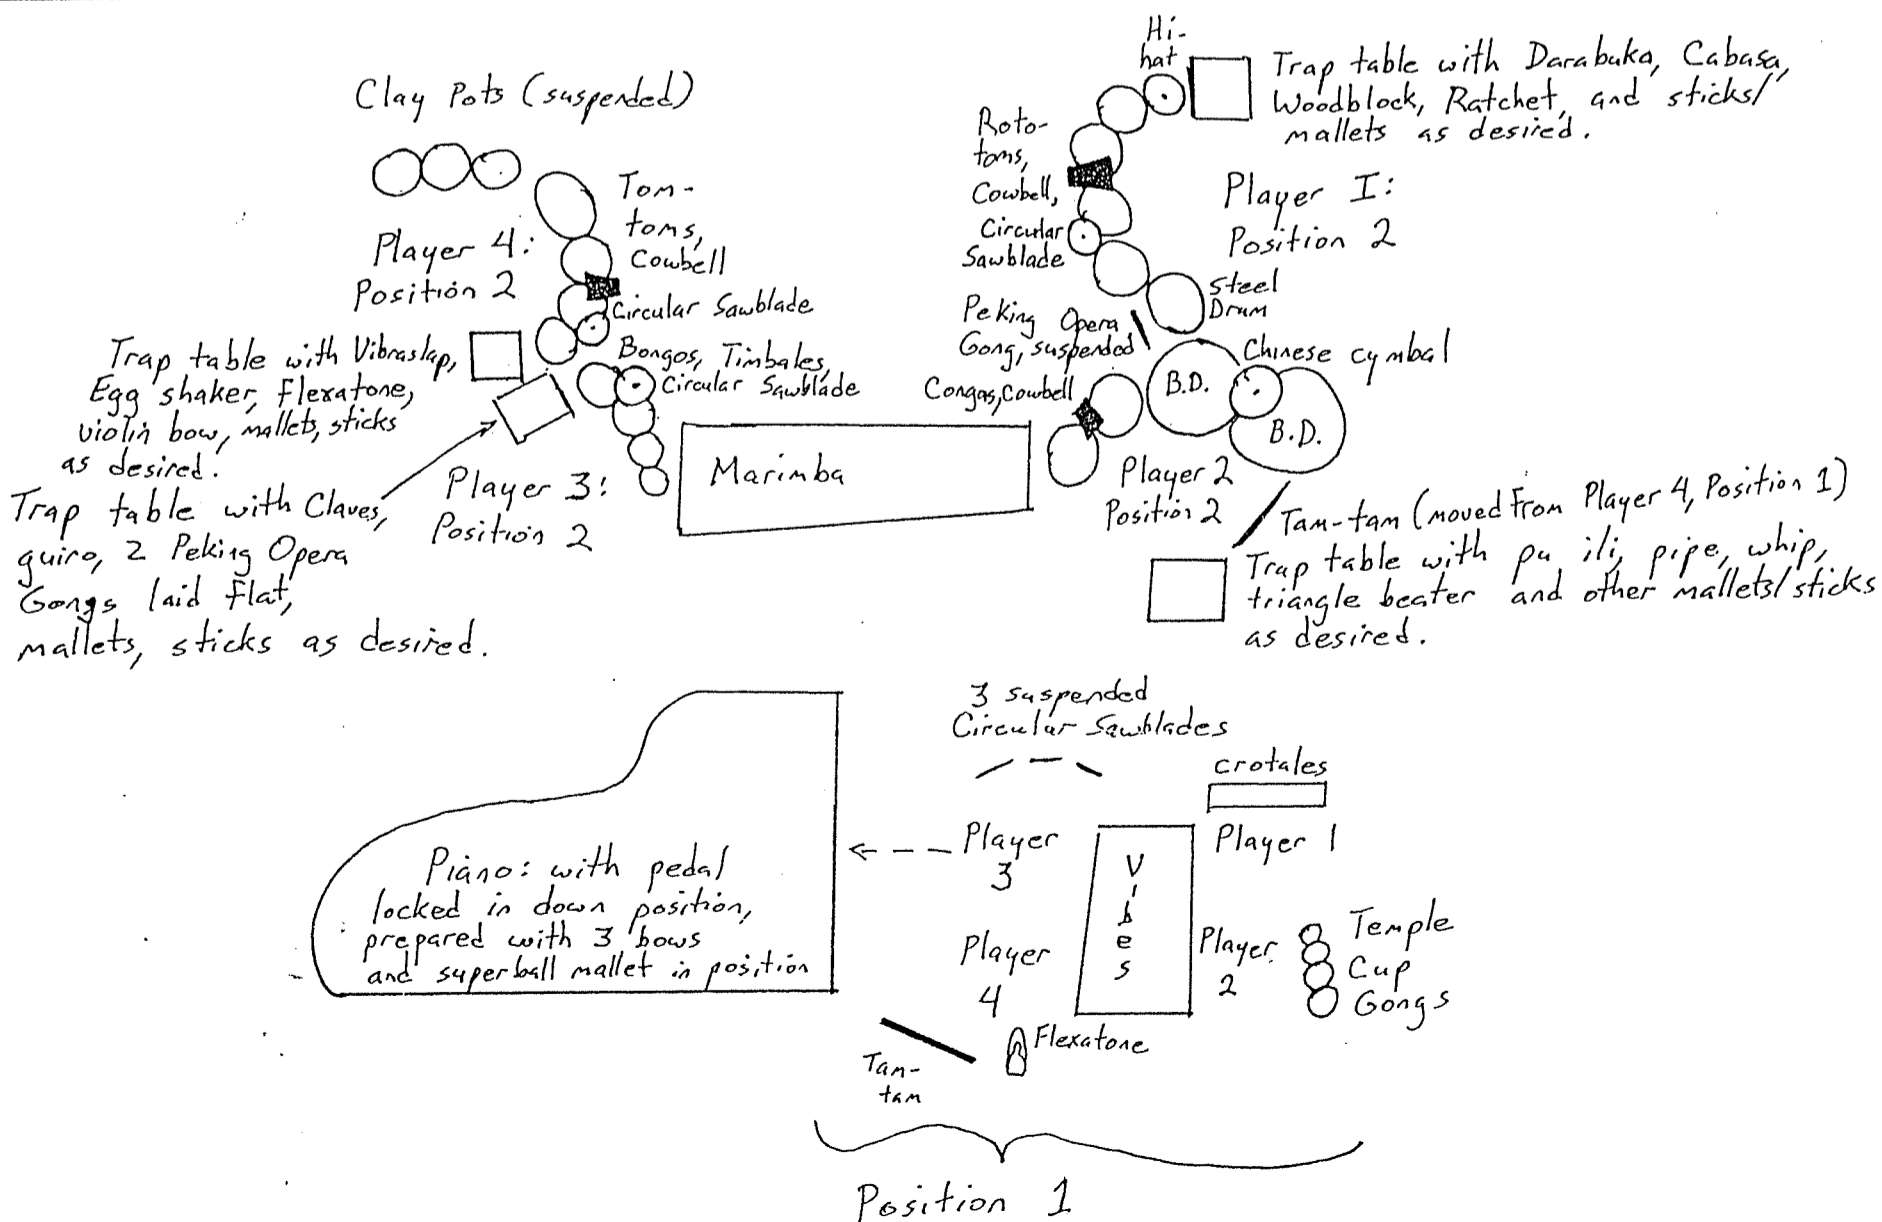 Clay Pots (suspended)
Tom-
toms,
Cowbell
Player 4:
Position 2
Circular Sawblade
Trap table with Vibraslap,
Egg shaker, Flexatone,
violin bow, mallets, sticks
as desired.
Bongos, Timbales,
Circular Sawblade
Player 3:
Position 2
Trap table with Claves,
guiro, 2 Peking Opera
Gongs laid flat,
mallets, sticks as desired.
Marimba
Hi-
hat
Trap table with Darabuka, Cabasa,
Woodblock, Ratchet, and sticks/
mallets as desired.
Roto-
toms,
Cowbell,
Circular
Sawblade
Player I:
Position 2
Steel
Drum
Peking Opera
Gong, suspended
Chinese cymbal
B.D.
B.D.
Congas, Cowbell
Player 2
Position 2
Tam-tam (moved from Player 4, Position 1)
Trap table with pu ili, pipe, whip,
triangle beater and other mallets/sticks
as desired.
3 suspended
Circular Sawblades
crotales
Player
3
Player 1
Vibes
Piano: with pedal
locked in down position,
prepared with 3 bows
and superball mallet in position
Player
4
Player
2
Temple
Cup
Gongs
Flexatone
Tam-
tam
Position 1